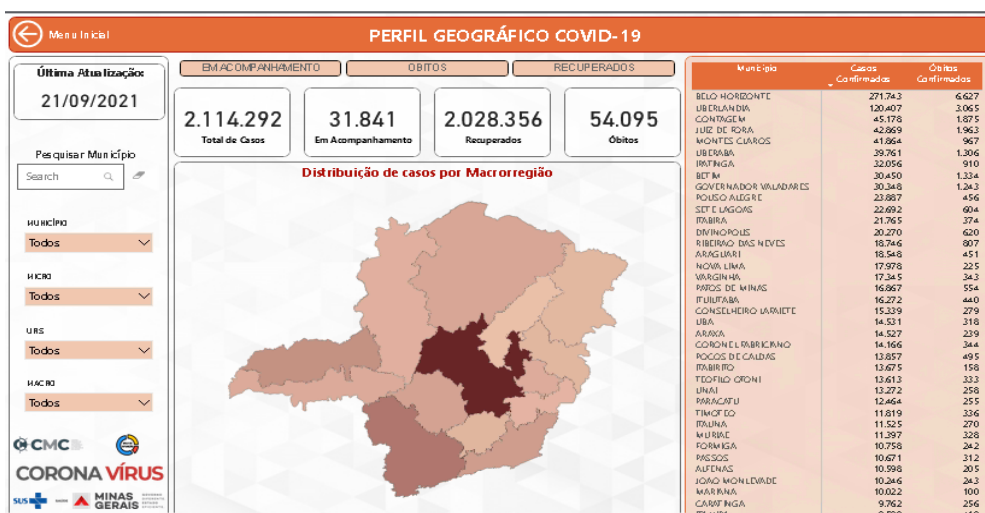 Menu Inicial
PERFIL GEOGRÁFICO COVID-19
Última Atualização:
21/09/2021
Pesquisar Município
Search
MUNICÍPIO
Todos
MICRO
Todos
URS
Todos
MACRO
Todos
CMC
CORONA VÍRUS
SUS
MINAS
GERAIS
EM ACOMPANHAMENTO
OBITOS
RECUPERADOS
2.114.292
Total de Casos
31.841
Em Acompanhamento
2.028.356
Recuperados
54.095
Óbitos
Distribuição de casos por Macrorregião
Município Casos Confirmados Óbitos Confirmados
BELO HORIZONTE 271.743 6.627
UBERLANDIA 120.407 3.065
CONTAGEM 45.178 1.875
JUIZ DE FORA 42.869 1.963
MONTES CLAROS 41.864 967
UBERABA 39.761 1.306
IPATINGA 32.056 910
BETIM 30.450 1.334
GOVERNADOR VALADARES 30.348 1.243
POUSO ALEGRE 23.887 456
SETE LAGOAS 22.692 604
ITABIRA 21.765 374
DIVINOPOLIS 20.270 620
RIBEIRAO DAS NEVES 18.746 807
ARAGUARI 18.548 451
NOVA LIMA 17.978 225
VARGINHA 17.345 343
PATOS DE MINAS 16.867 554
ITUIUTABA 16.272 440
CONSELHEIRO LAFAIETE 15.339 279
UBA 14.531 318
ARAXA 14.527 239
CORONEL FABRICIANO 14.166 344
POCOS DE CALDAS 13.857 495
ITABIRITO 13.675 158
TEOFILO OTONI 13.613 333
UNAI 13.272 258
PARACATU 12.464 255
TIMOTEO 11.819 336
ITAUNA 11.525 270
MURIAE 11.397 328
FORMIGA 10.758 242
PASSOS 10.671 312
ALFENAS 10.598 205
JOAO MONLEVADE 10.246 243
MARIANA 10.022 100
CARATINGA 9.762 256